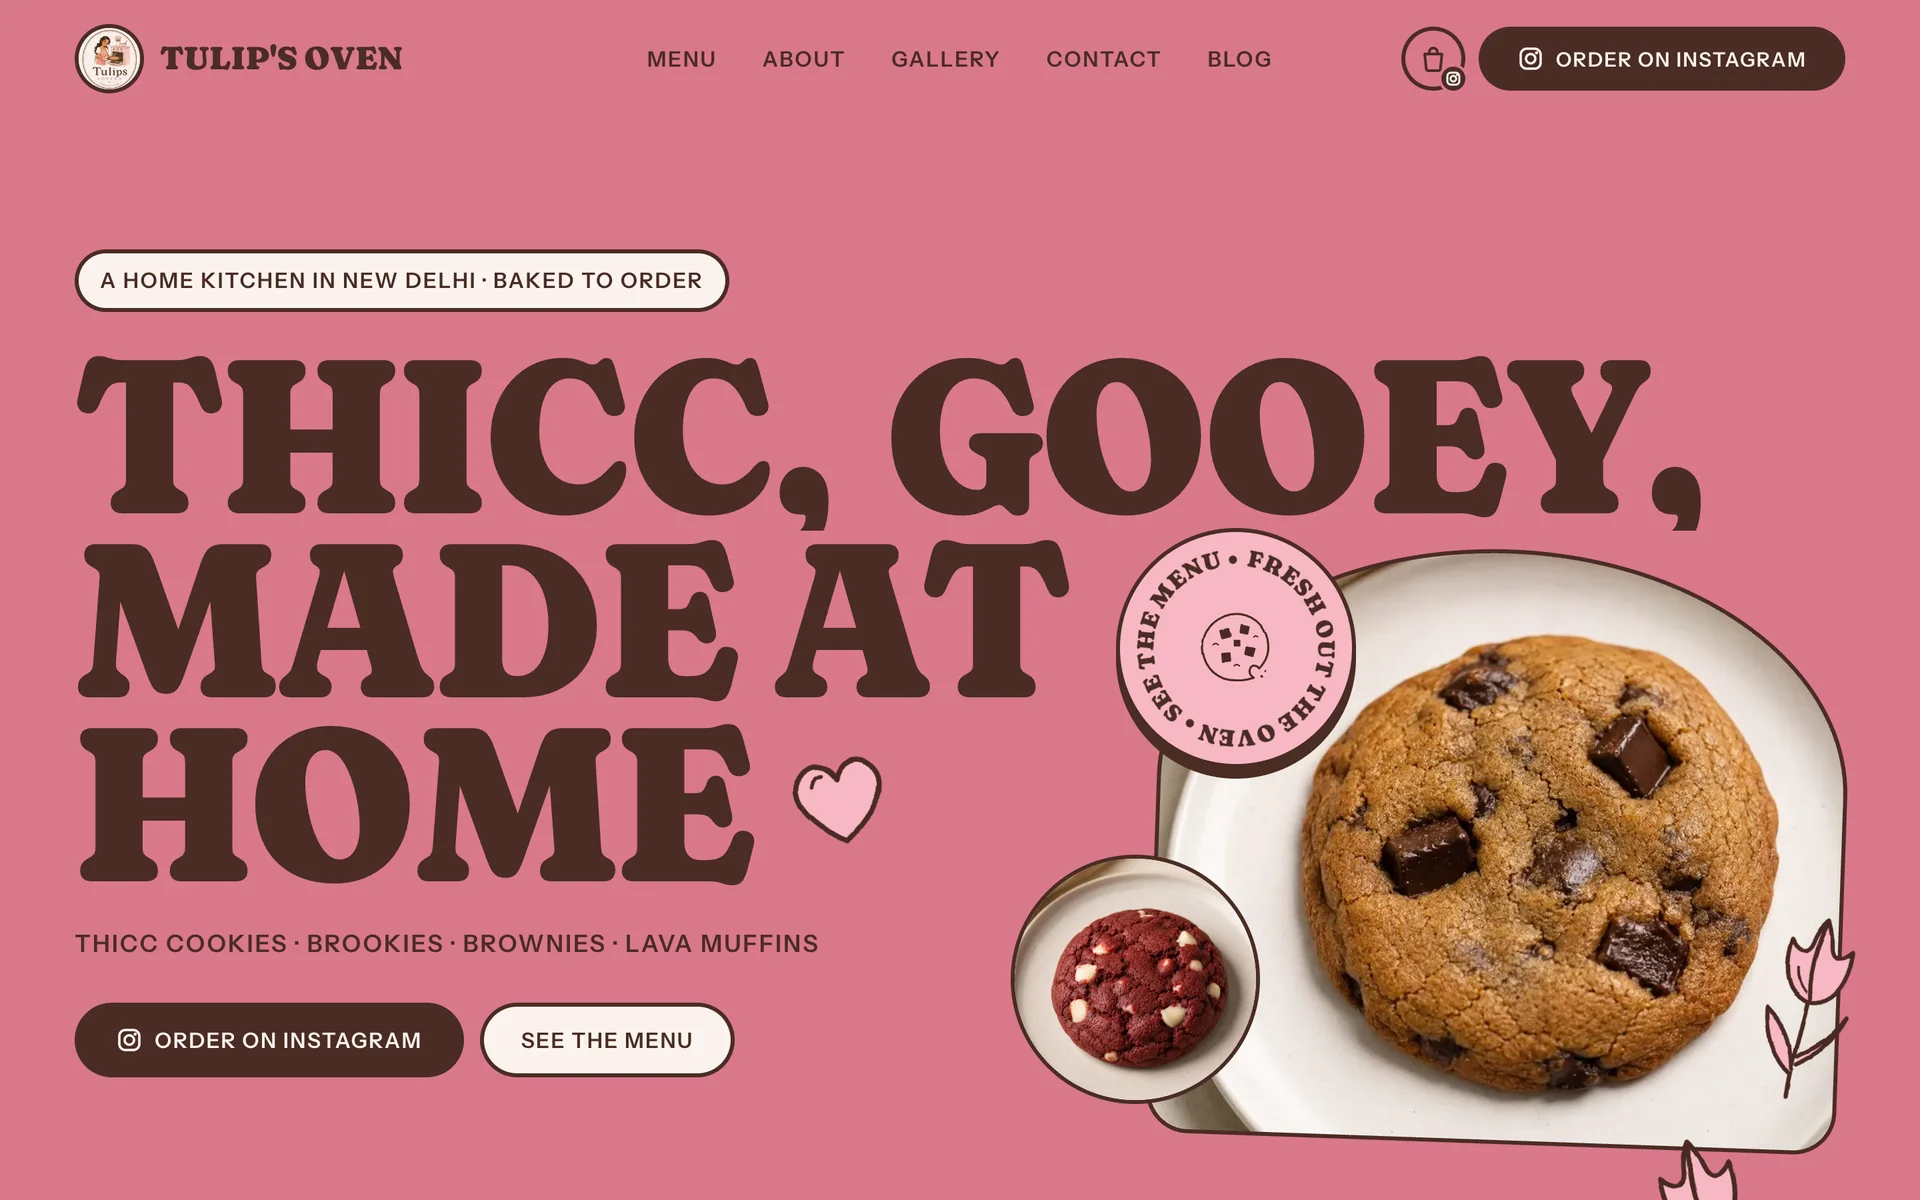 Tulips
TULIP'S OVEN
MENU
ABOUT
GALLERY
CONTACT
BLOG
ORDER ON INSTAGRAM
A HOME KITCHEN IN NEW DELHI · BAKED TO ORDER
THICC, GOOEY,
MADE AT
HOME
SEE THE MENU • FRESH OUT THE OVEN •
THICC COOKIES · BROOKIES · BROWNIES · LAVA MUFFINS
ORDER ON INSTAGRAM
SEE THE MENU